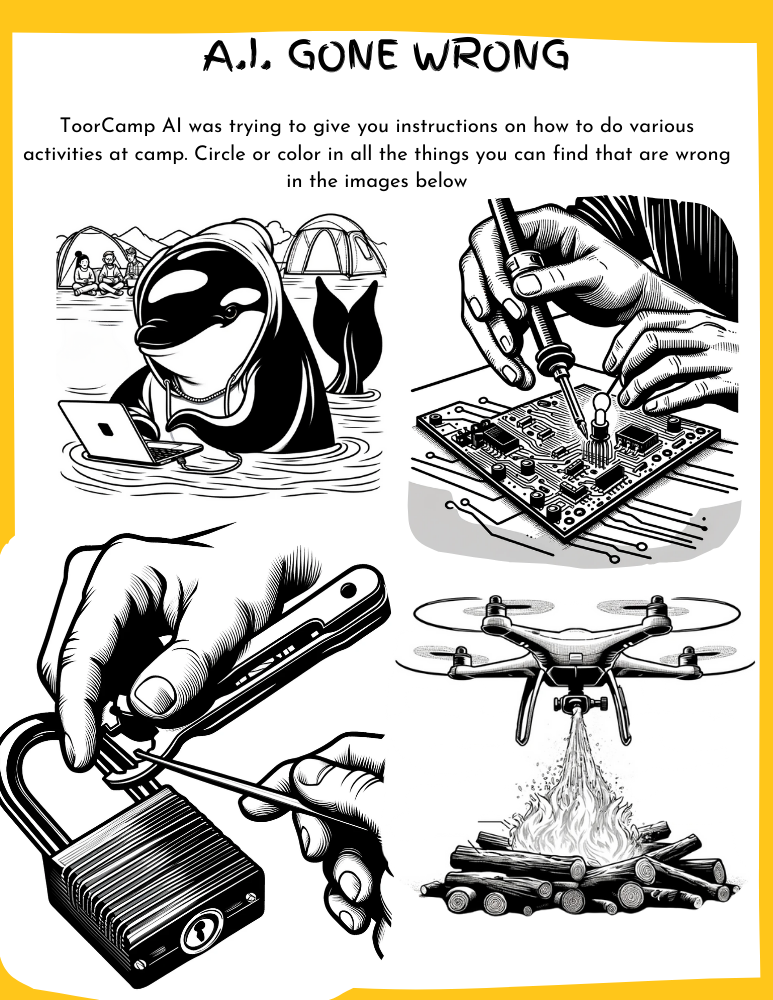 A.I. GONE WRONG
ToorCamp AI was trying to give you instructions on how to do various
activities at camp. Circle or color in all the things you can find that are wrong
in the images below